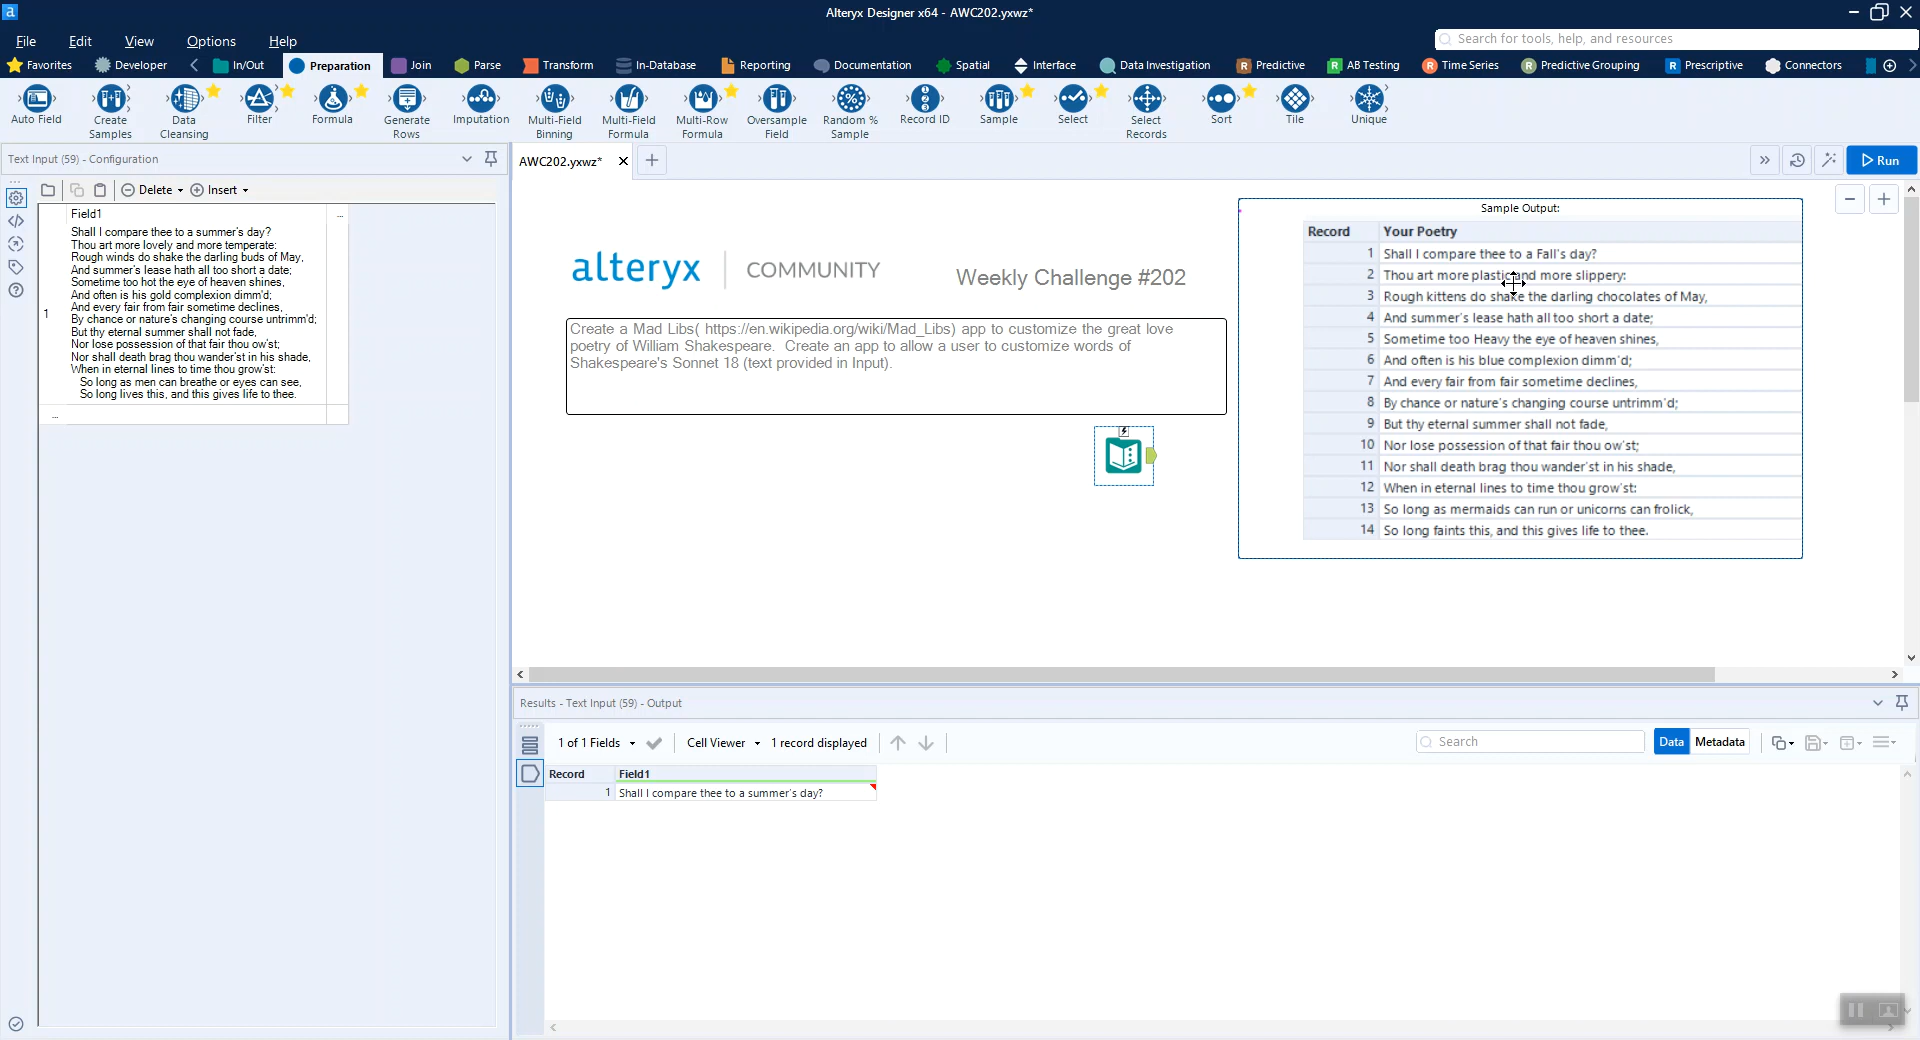 Alteryx Designer x64 - AWC202.yxwz*
File Edit View Options Help
Search for tools, help, and resources
Favorites Developer In/Out Preparation Join Parse Transform In-Database Reporting Documentation Spatial Interface Data Investigation Predictive AB Testing Time Series Predictive Grouping Prescriptive Connectors
Auto Field
Create Samples
Data Cleansing
Filter
Formula
Generate Rows
Imputation
Multi-Field Binning
Multi-Field Formula
Multi-Row Formula
Oversample Field
Random % Sample
Record ID
Sample
Select
Select Records
Sort
Tile
Unique
Text Input (59) - Configuration
Delete Insert
Field1
1
Shall I compare thee to a summer's day?
Thou art more lovely and more temperate:
Rough winds do shake the darling buds of May,
And summer's lease hath all too short a date;
Sometime too hot the eye of heaven shines,
And often is his gold complexion dimm'd;
And every fair from fair sometime declines,
By chance or nature's changing course untrimm'd;
But thy eternal summer shall not fade,
Nor lose possession of that fair thou ow'st;
Nor shall death brag thou wander'st in his shade,
When in eternal lines to time thou grow'st:
So long as men can breathe or eyes can see,
So long lives this, and this gives life to thee.
AWC202.yxwz*
Run
alteryx COMMUNITY
Weekly Challenge #202
Create a Mad Libs( https://en.wikipedia.org/wiki/Mad_Libs) app to customize the great love
poetry of William Shakespeare. Create an app to allow a user to customize words of
Shakespeare's Sonnet 18 (text provided in Input).
Sample Output:
Record Your Poetry
1 Shall I compare thee to a Fall's day?
2 Thou art more plastic and more slippery:
3 Rough kittens do shake the darling chocolates of May,
4 And summer's lease hath all too short a date;
5 Sometime too Heavy the eye of heaven shines,
6 And often is his blue complexion dimm'd;
7 And every fair from fair sometime declines,
8 By chance or nature's changing course untrimm'd;
9 But thy eternal summer shall not fade,
10 Nor lose possession of that fair thou ow'st;
11 Nor shall death brag thou wander'st in his shade,
12 When in eternal lines to time thou grow'st:
13 So long as mermaids can run or unicorns can frolick,
14 So long faints this, and this gives life to thee.
Results - Text Input (59) - Output
1 of 1 Fields Cell Viewer 1 record displayed
Search
Data Metadata
Record Field1
1 Shall I compare thee to a summer's day?